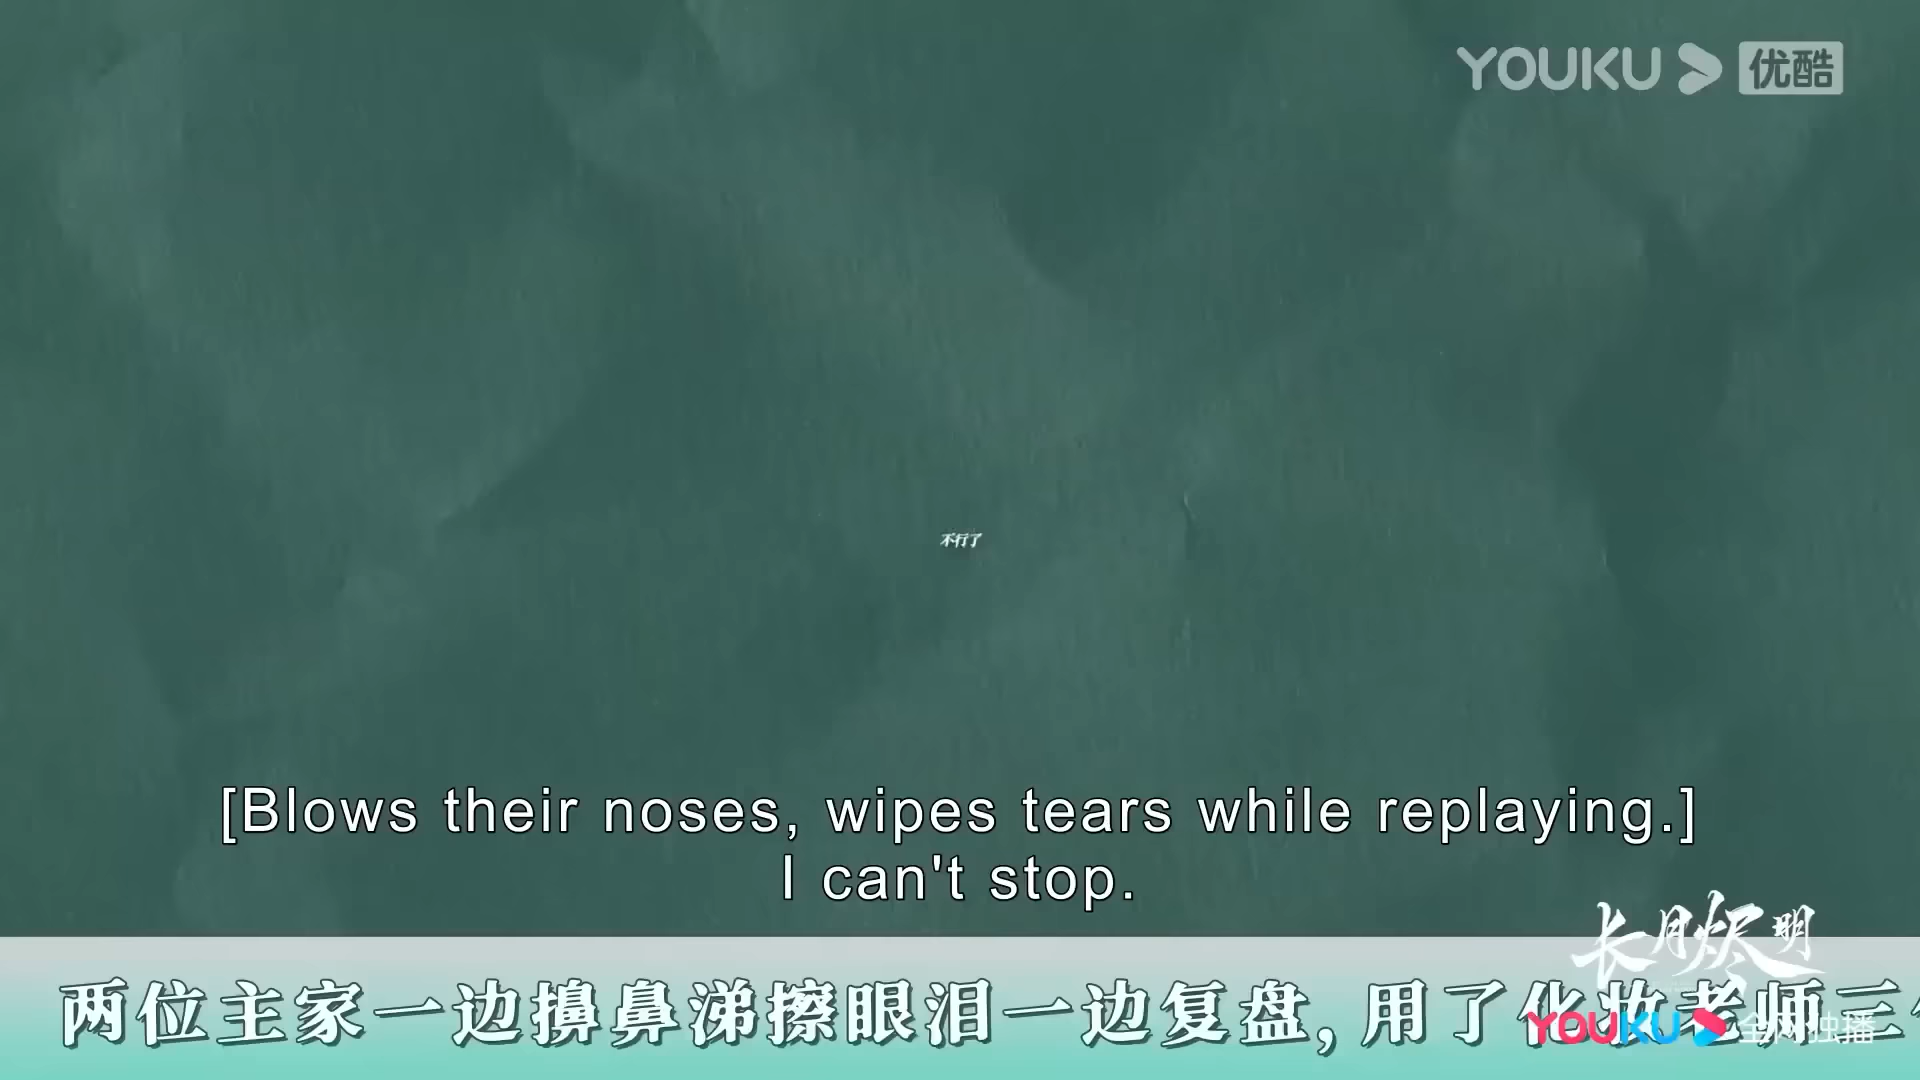 YOUKU 优酷
不行了
[Blows their noses, wipes tears while replaying.]
I can't stop.
长月烬明
两位主家一边擤鼻涕擦眼泪一边复盘,用了化妆老师三
YOUKU 全网独播